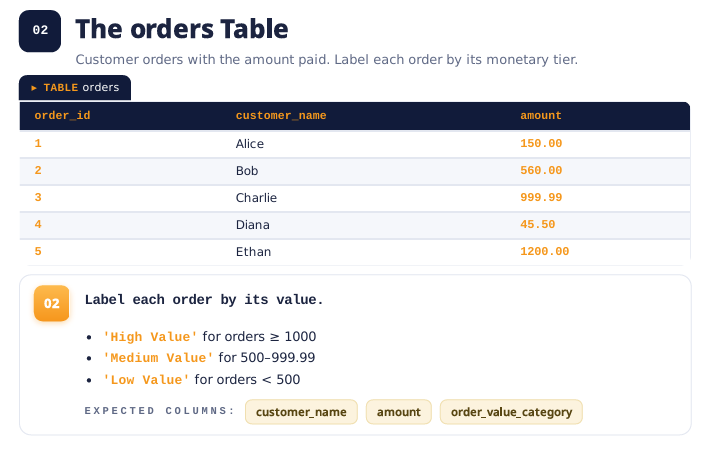 02
The orders Table
Customer orders with the amount paid. Label each order by its monetary tier.
▸ TABLE orders
order_id customer_name amount
1 Alice 150.00
2 Bob 560.00
3 Charlie 999.99
4 Diana 45.50
5 Ethan 1200.00
02
Label each order by its value.
• 'High Value' for orders ≥ 1000
• 'Medium Value' for 500–999.99
• 'Low Value' for orders < 500
EXPECTED COLUMNS: customer_name amount order_value_category